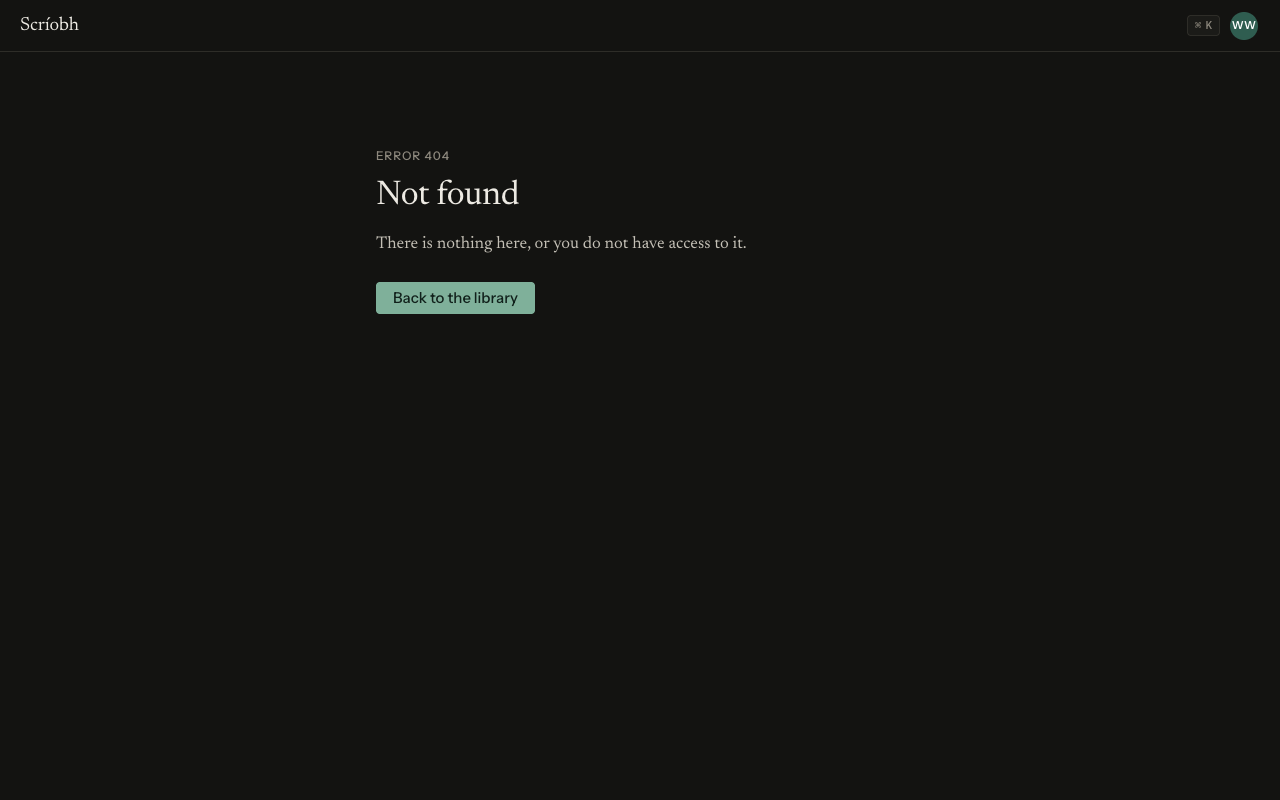 Scríobh
⌘ K
WW
ERROR 404
Not found
There is nothing here, or you do not have access to it.
Back to the library